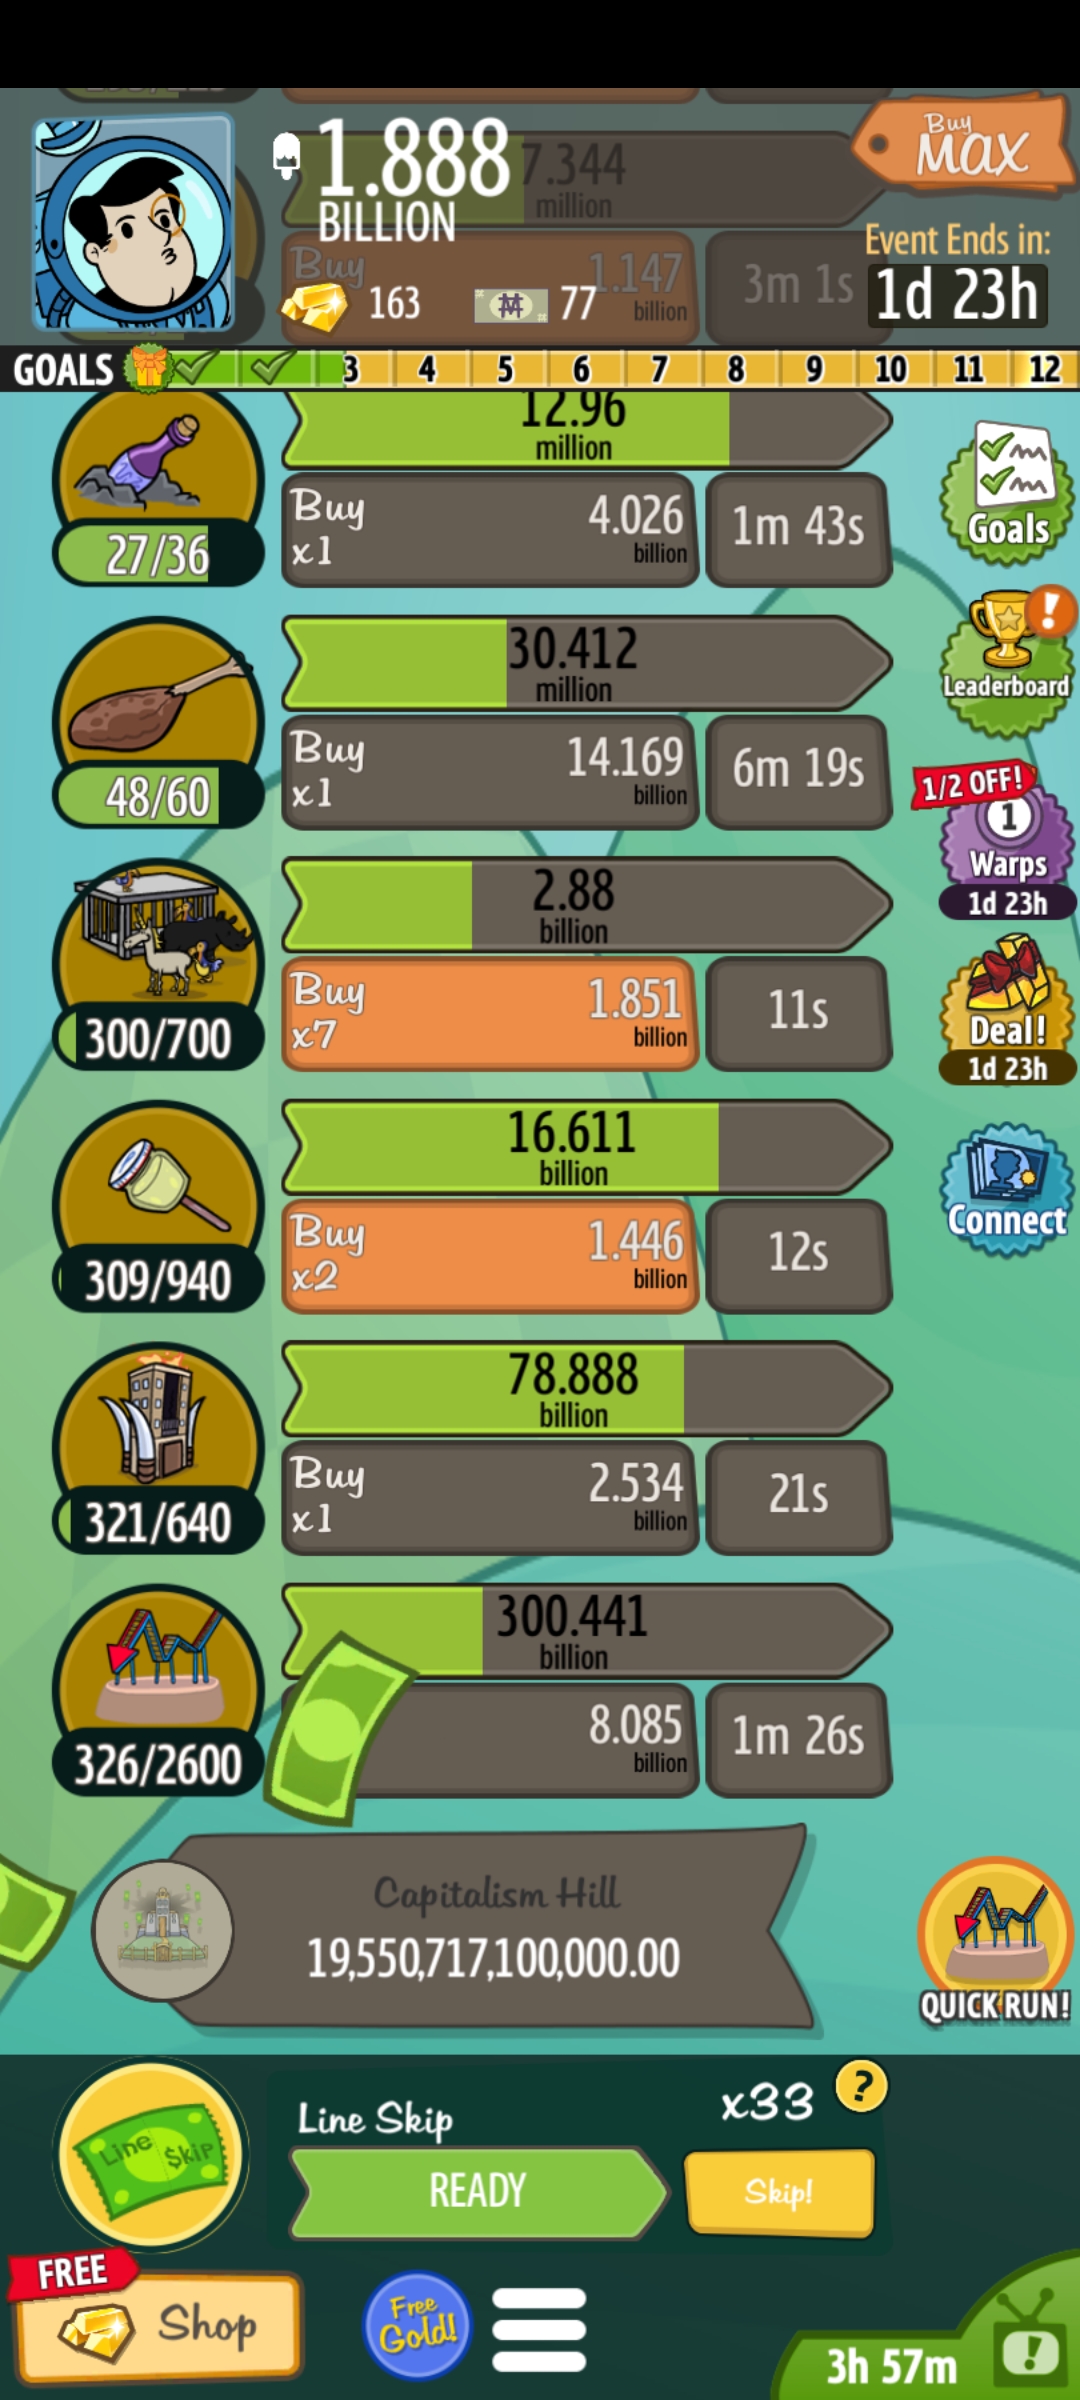 1.888
BILLION
7.344
million
Buy
MAX
Buy
1.147
billion
3m 1s
163
77
Event Ends in:
1d 23h
GOALS 3 4 5 6 7 8 9 10 11 12
12.96
million
27/36
Buy
x1
4.026
billion
1m 43s
Goals
30.412
million
48/60
Buy
x1
14.169
billion
6m 19s
Leaderboard
!
1/2 OFF!
1
Warps
1d 23h
2.88
billion
300/700
Buy
x7
1.851
billion
11s
Deal!
1d 23h
16.611
billion
309/940
Buy
x2
1.446
billion
12s
Connect
78.888
billion
321/640
Buy
x1
2.534
billion
21s
300.441
billion
326/2600
8.085
billion
1m 26s
Capitalism Hill
19,550,717,100,000.00
QUICK RUN!
Line $kip
Line Skip
x33
?
READY
Skip!
FREE
Shop
Free
Gold!
3h 57m
!